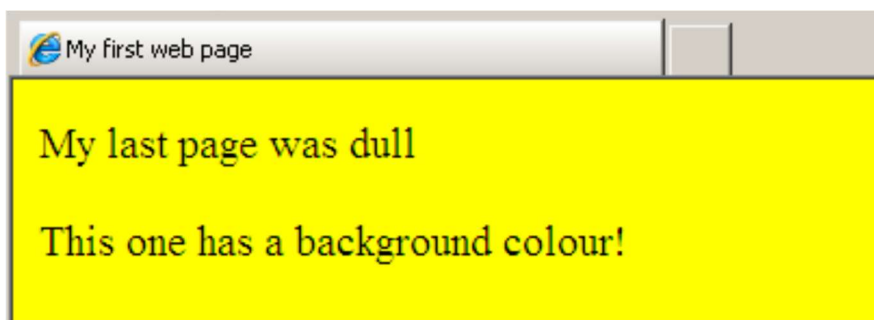 My first web page
My last page was dull
This one has a background colour!